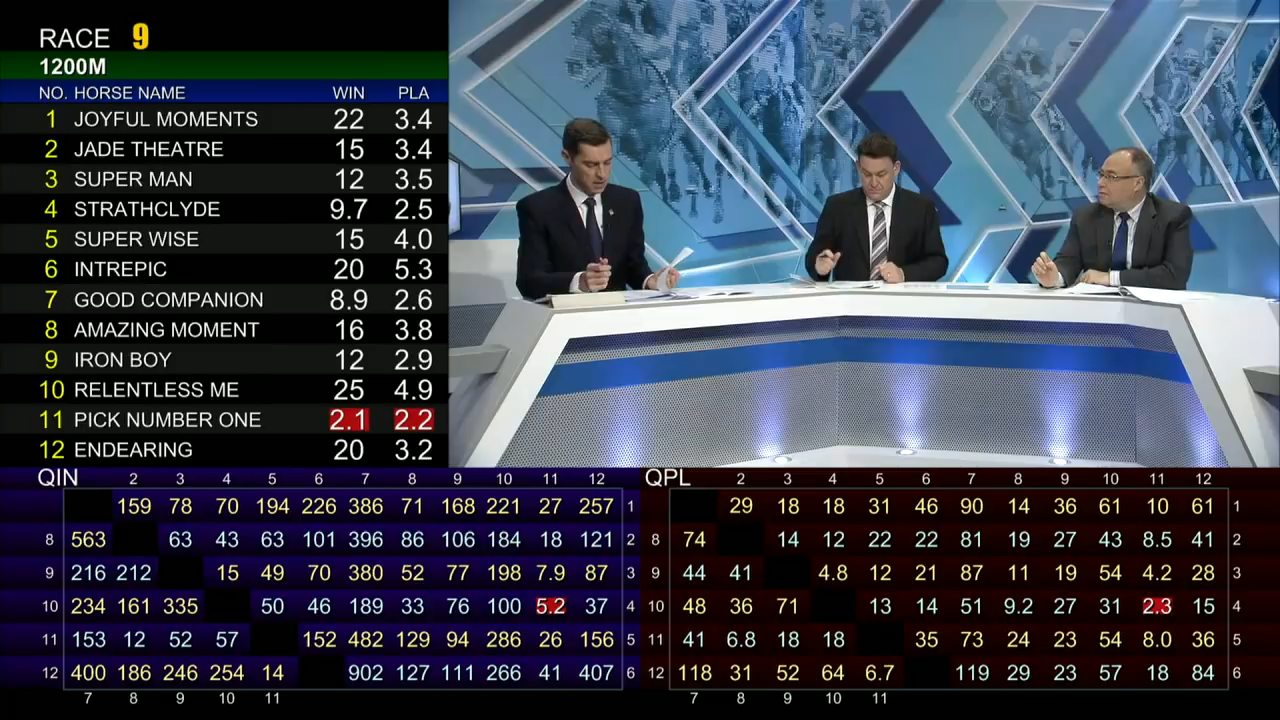 RACE 9
1200M
NO. HORSE NAME WIN PLA
1 JOYFUL MOMENTS 22 3.4
2 JADE THEATRE 15 3.4
3 SUPER MAN 12 3.5
4 STRATHCLYDE 9.7 2.5
5 SUPER WISE 15 4.0
6 INTREPIC 20 5.3
7 GOOD COMPANION 8.9 2.6
8 AMAZING MOMENT 16 3.8
9 IRON BOY 12 2.9
10 RELENTLESS ME 25 4.9
11 PICK NUMBER ONE 2.1 2.2
12 ENDEARING 20 3.2
QIN 2 3 4 5 6 7 8 9 10 11 12
159 78 70 194 226 386 71 168 221 27 257 1
8 563 63 43 63 101 396 86 106 184 18 121 2
9 216 212 15 49 70 380 52 77 198 7.9 87 3
10 234 161 335 50 46 189 33 76 100 5.2 37 4
11 153 12 52 57 152 482 129 94 286 26 156 5
12 400 186 246 254 14 902 127 111 266 41 407 6
7 8 9 10 11
QPL 2 3 4 5 6 7 8 9 10 11 12
29 18 18 31 46 90 14 36 61 10 61 1
8 74 14 12 22 22 81 19 27 43 8.5 41 2
9 44 41 4.8 12 21 87 11 19 54 4.2 28 3
10 48 36 71 13 14 51 9.2 27 31 2.3 15 4
11 41 6.8 18 18 35 73 24 23 54 8.0 36 5
12 118 31 52 64 6.7 119 29 23 57 18 84 6
7 8 9 10 11